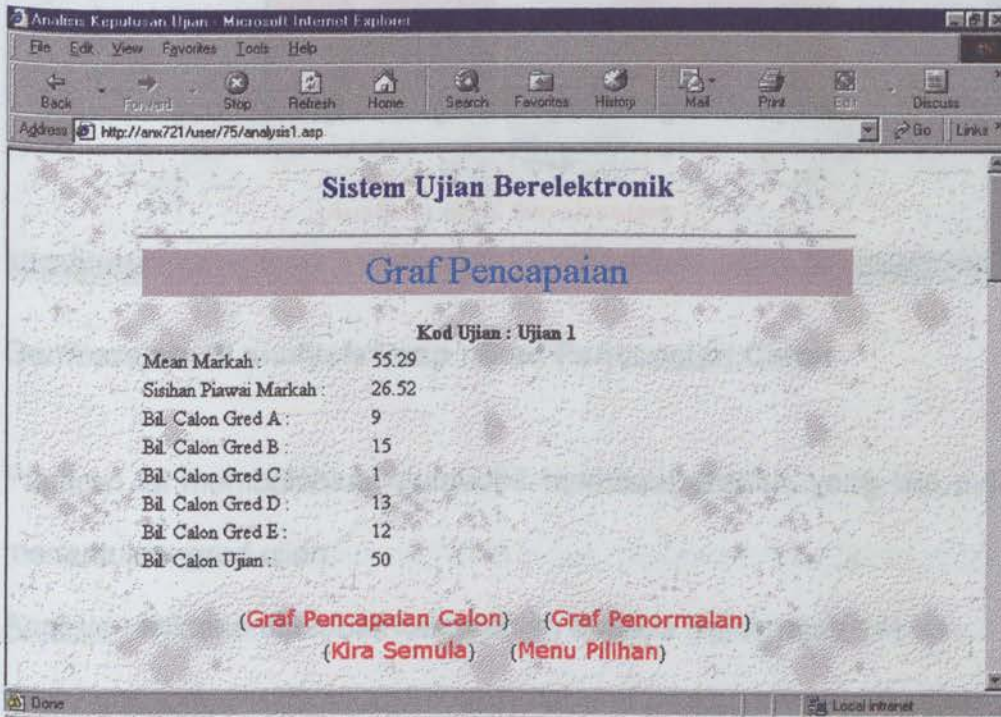 Analisis Keputusan Ujian - Microsoft Internet Explorer
File Edit View Favorites Tools Help
Back Forward Stop Refresh Home Search Favorites History Mail Print Edit Discuss
Address http://anx721/user/75/analysis1.asp Go Links
Sistem Ujian Berelektronik
Graf Pencapaian
Kod Ujian : Ujian 1
Mean Markah : 55.29
Sisihan Piawai Markah : 26.52
Bil. Calon Gred A : 9
Bil. Calon Gred B : 15
Bil. Calon Gred C : 1
Bil. Calon Gred D : 13
Bil. Calon Gred E : 12
Bil. Calon Ujian : 50
(Graf Pencapaian Calon) (Graf Penormalan)
(Kira Semula) (Menu Pilihan)
Done Local intranet